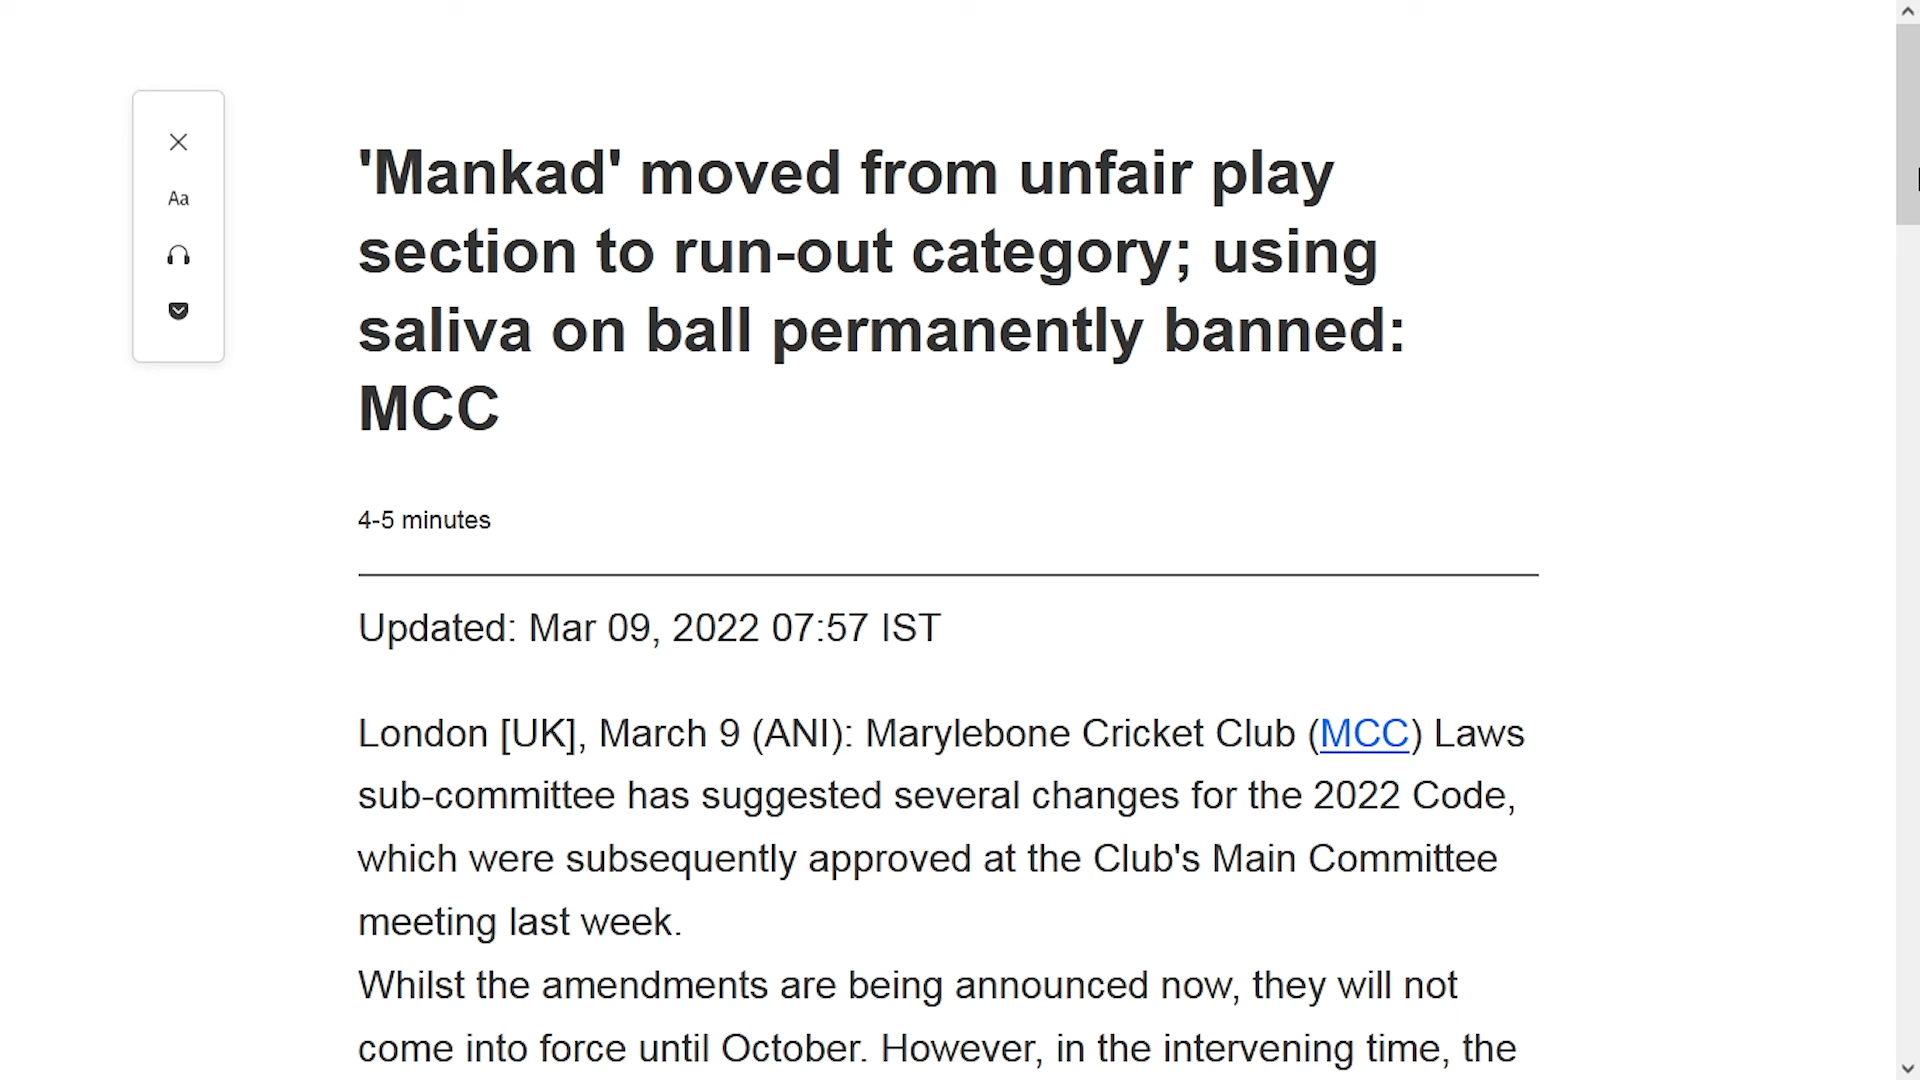 'Mankad' moved from unfair play
section to run-out category; using
saliva on ball permanently banned:
MCC
Aa
4-5 minutes
Updated: Mar 09, 2022 07:57 IST
London [UK], March 9 (ANI): Marylebone Cricket Club (MCC) Laws
sub-committee has suggested several changes for the 2022 Code,
which were subsequently approved at the Club's Main Committee
meeting last week.
Whilst the amendments are being announced now, they will not
come into force until October. However, in the intervening time, the